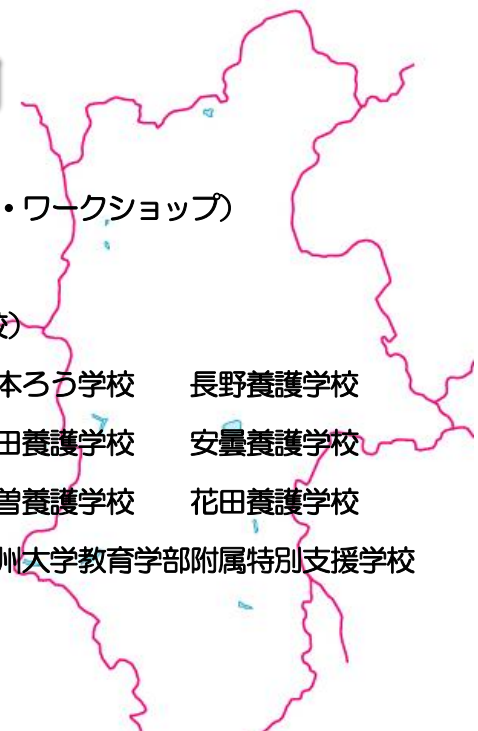 ・ワークショップ）
校）
本ろう学校　　長野養護学校
田養護学校　　安曇養護学校
曽養護学校　　花田養護学校
州大学教育学部附属特別支援学校